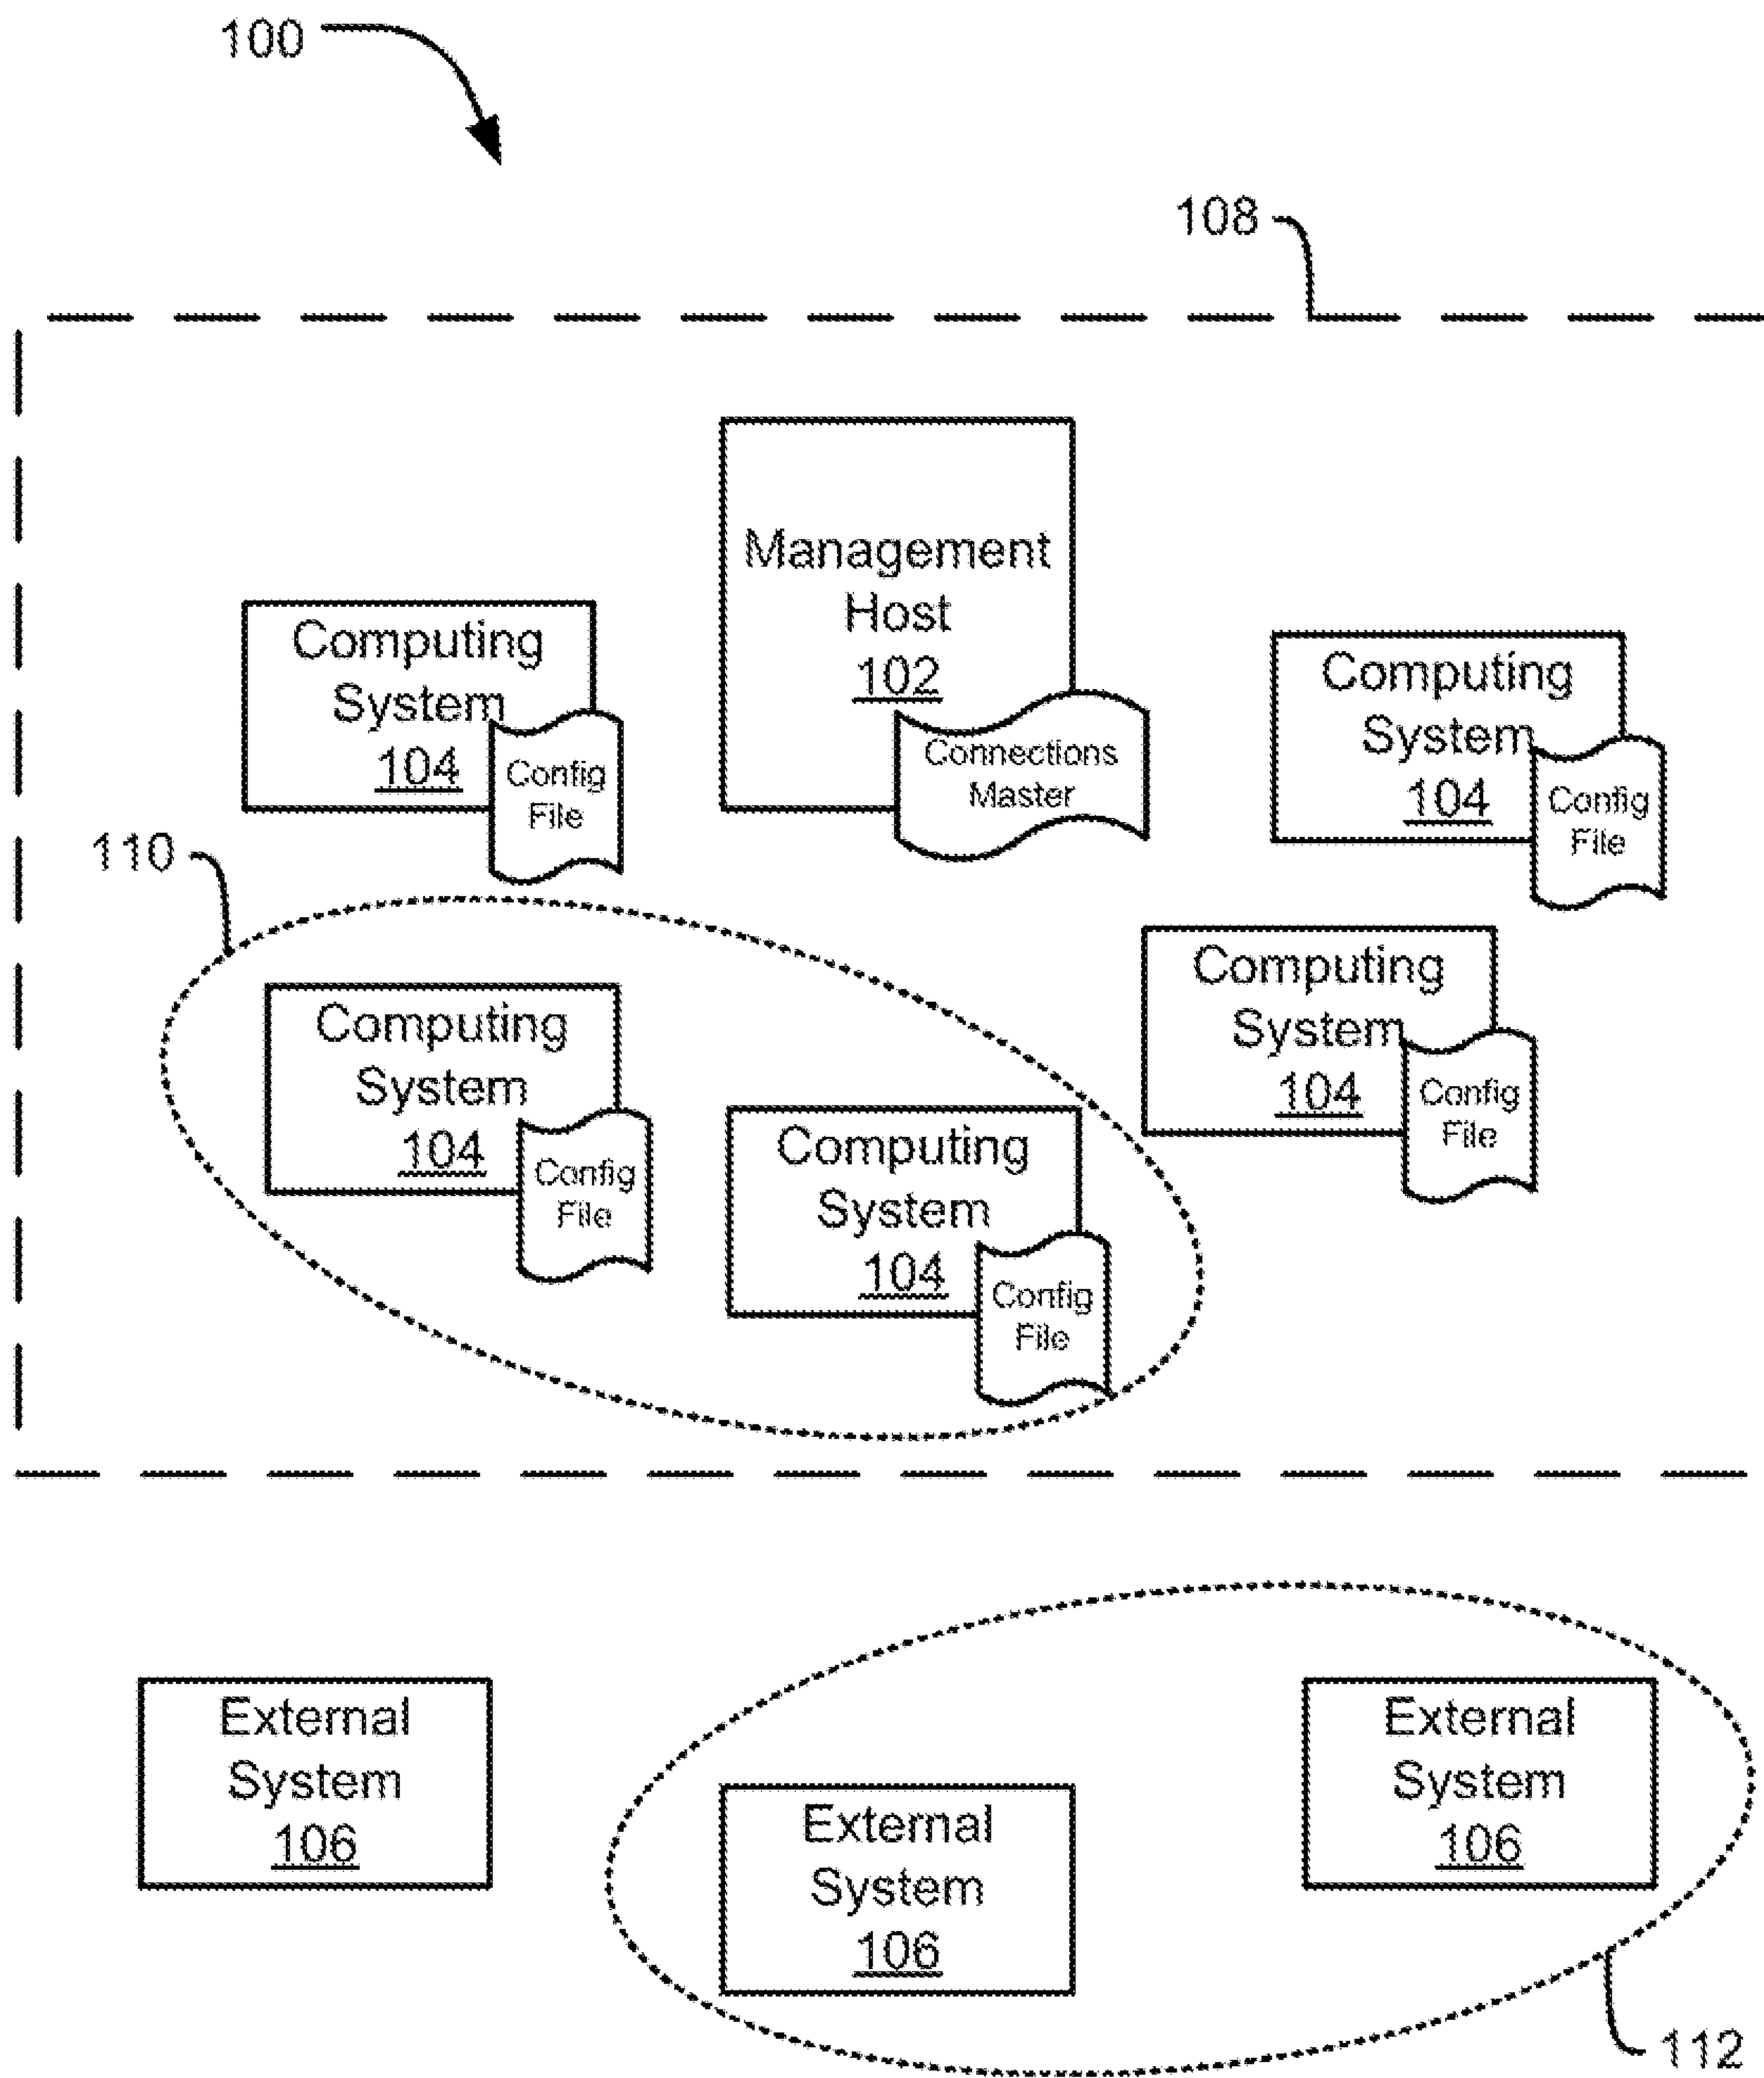 100
108
Management
Host
102
Connections
Master
Computing
System
104
Config
File
Computing
System
104
Config
File
110
Computing
System
104
Config
File
Computing
System
104
Config
File
Computing
System
104
Config
File
External
System
106
External
System
106
External
System
106
112